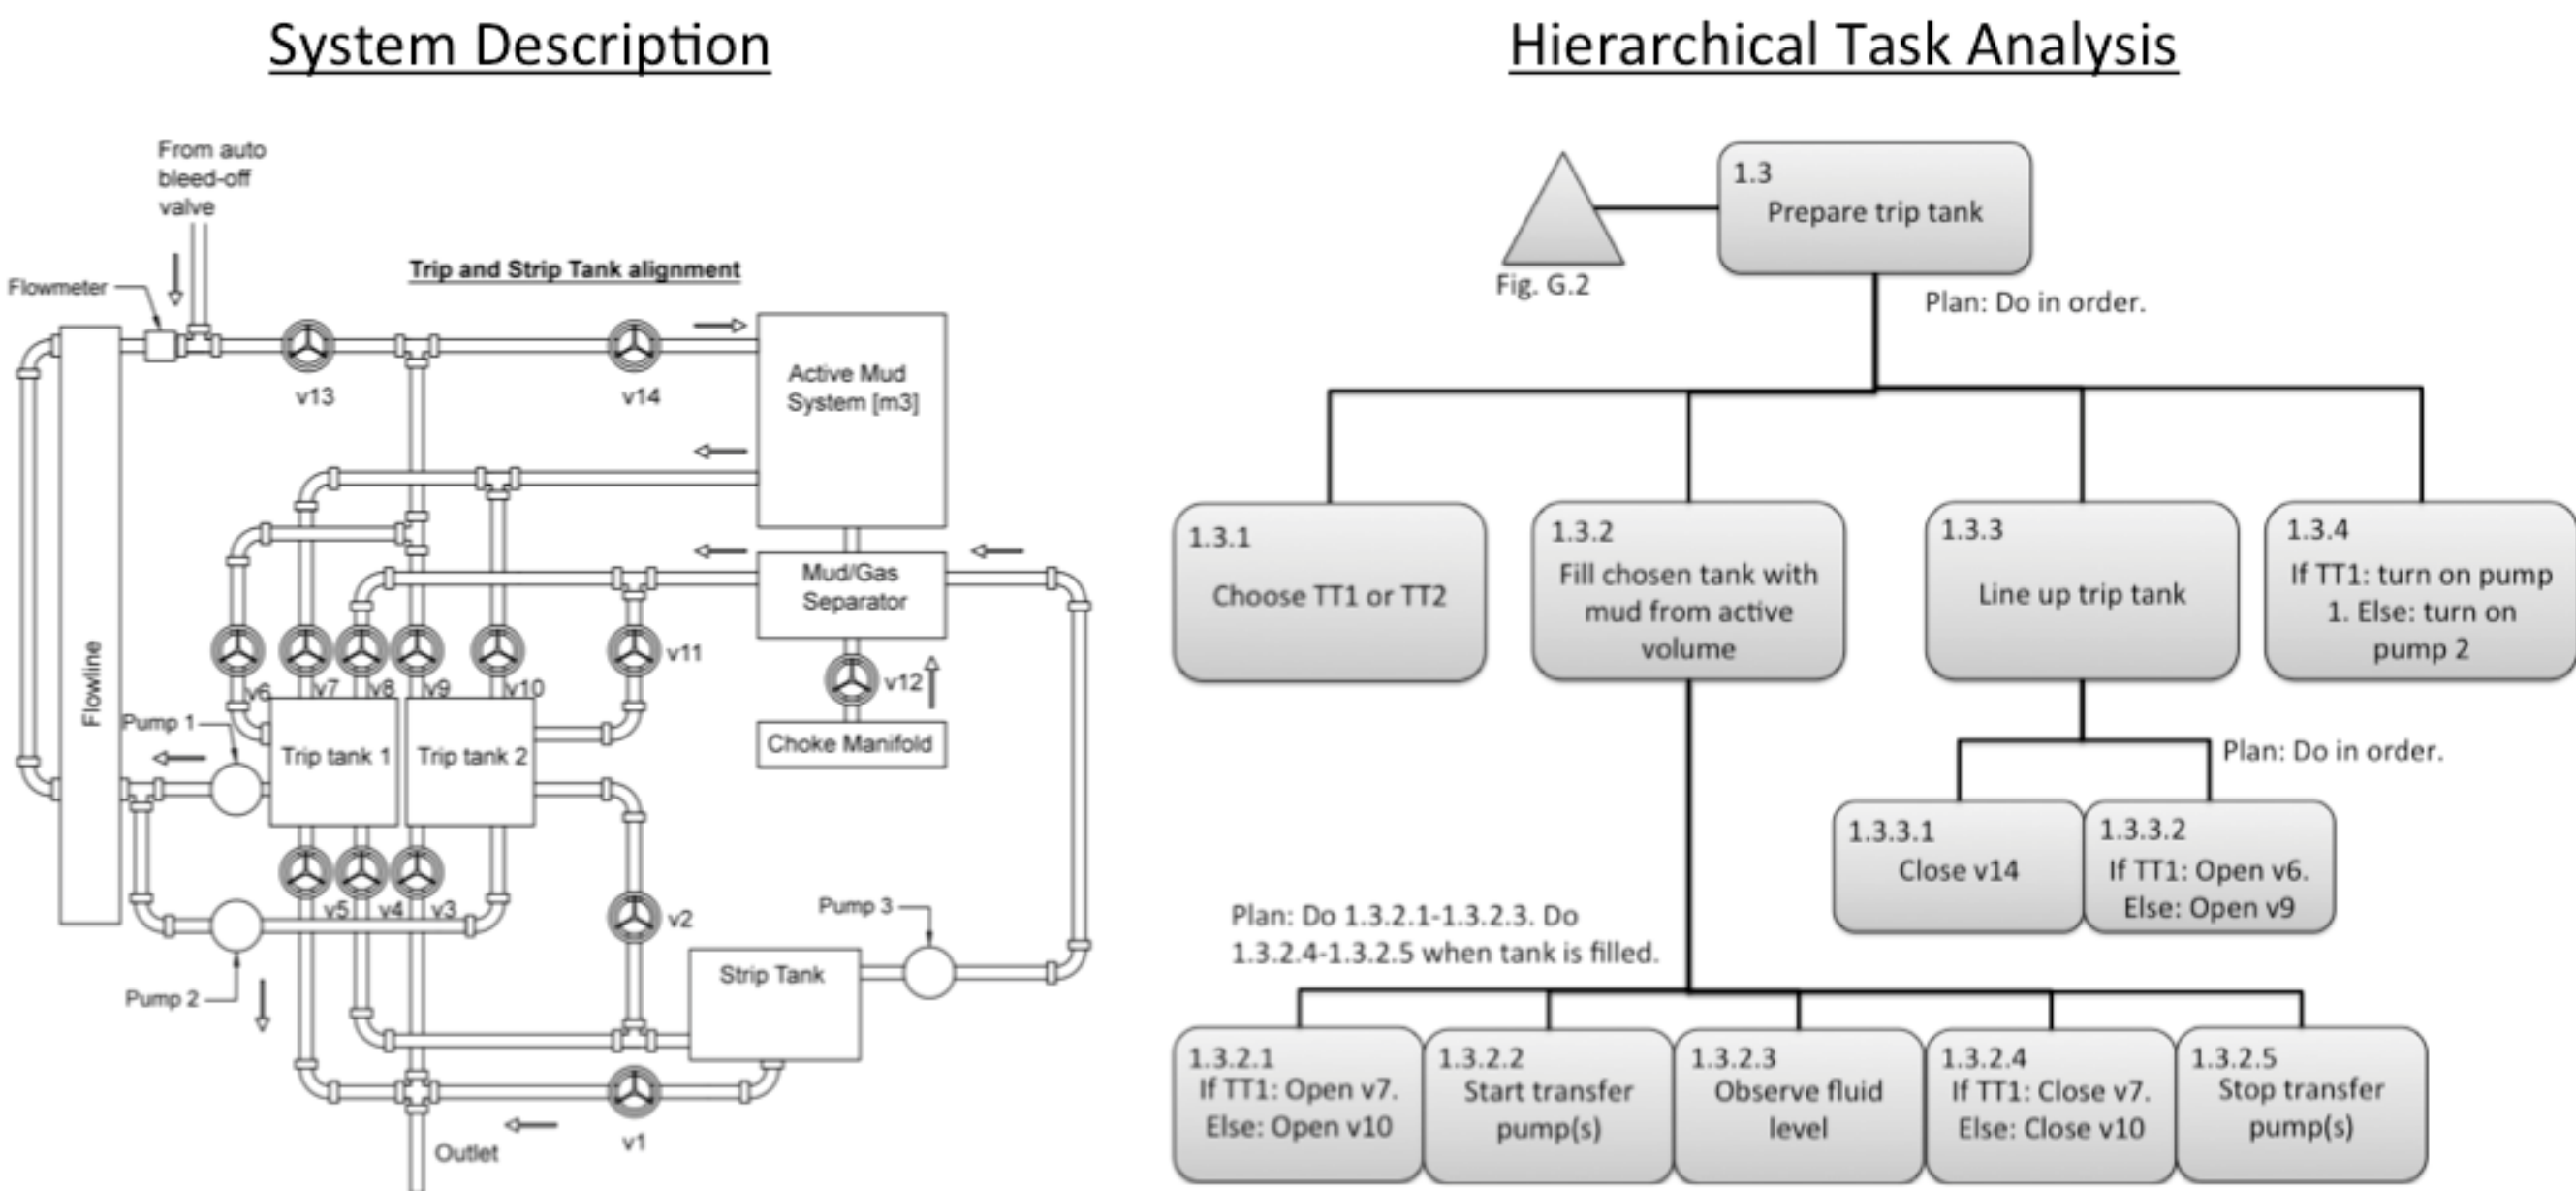 System Description
From auto
bleed-off
valve
Flowmeter
Trip and Strip Tank alignment
v13
v14
Active Mud
System [m3]
Mud/Gas
Separator
v11
v12
Choke Manifold
Flowline
v6
v7
v8
v9
v10
Pump 1
Trip tank 1
Trip tank 2
v5
v4
v3
v2
Pump 3
Pump 2
Strip Tank
v1
Outlet
Hierarchical Task Analysis
Fig. G.2
1.3
Prepare trip tank
Plan: Do in order.
1.3.1
Choose TT1 or TT2
1.3.2
Fill chosen tank with
mud from active
volume
1.3.3
Line up trip tank
1.3.4
If TT1: turn on pump
1. Else: turn on
pump 2
Plan: Do in order.
1.3.3.1
Close v14
1.3.3.2
If TT1: Open v6.
Else: Open v9
Plan: Do 1.3.2.1-1.3.2.3. Do
1.3.2.4-1.3.2.5 when tank is filled.
1.3.2.1
If TT1: Open v7.
Else: Open v10
1.3.2.2
Start transfer
pump(s)
1.3.2.3
Observe fluid
level
1.3.2.4
If TT1: Close v7.
Else: Close v10
1.3.2.5
Stop transfer
pump(s)